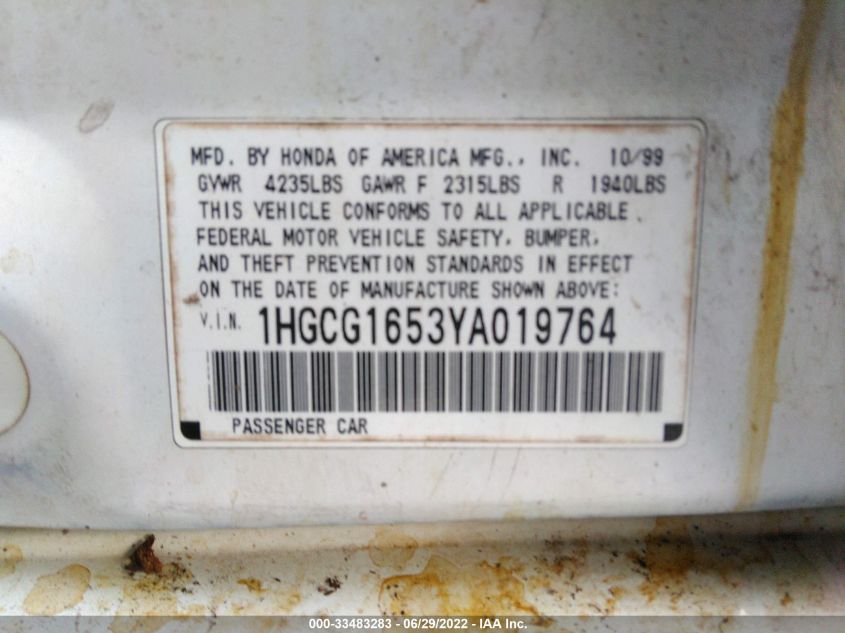 MFD. BY HONDA OF AMERICA MFG., INC. 10/99
GVWR 4235LBS GAWR F 2315LBS R 1940LBS
THIS VEHICLE CONFORMS TO ALL APPLICABLE
FEDERAL MOTOR VEHICLE SAFETY, BUMPER,
AND THEFT PREVENTION STANDARDS IN EFFECT
ON THE DATE OF MANUFACTURE SHOWN ABOVE:
V.I.N. 1HGCG1653YA019764
PASSENGER CAR
000-33483283 - 06/29/2022 - IAA Inc.